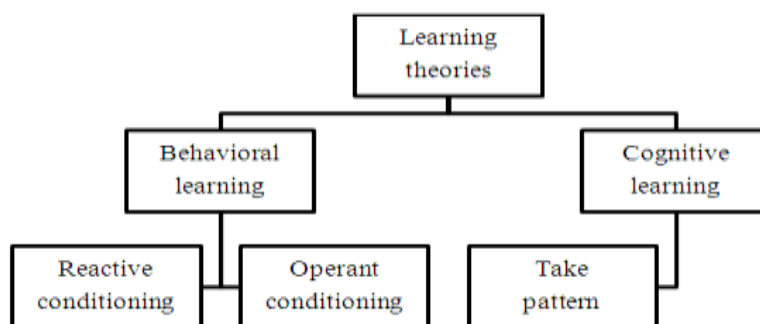 Learning
theories
Behavioral
learning
Cognitive
learning
Reactive
conditioning
Operant
conditioning
Take
pattern